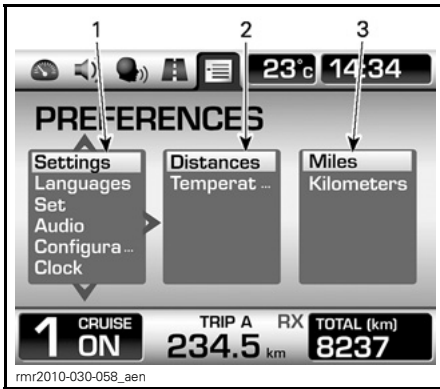 1 2 3
23°c 14:34
PREFERENCES
Settings Distances Miles
Languages Temperat ... Kilometers
Set
Audio
Configura ...
Clock
1 CRUISE ON TRIP A 234.5 km RX TOTAL (km) 8237
rmr2010-030-058_aen